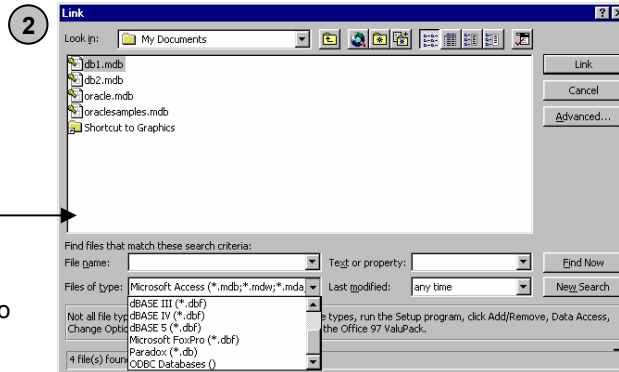 2
Link
Look in: My Documents
db1.mdb
db2.mdb
oracle.mdb
oraclesamples.mdb
Shortcut to Graphics
Link
Cancel
Advanced...
Find files that match these search criteria:
File name: Text or property: Find Now
Files of type: Microsoft Access (*.mdb;*.mdw;*.mda Last modified: any time New Search
dBASE III (*.dbf)
dBASE IV (*.dbf)
dBASE 5 (*.dbf)
Microsoft FoxPro (*.dbf)
Paradox (*.db)
ODBC Databases ()
Not all file types, run the Setup program, click Add/Remove, Data Access,
Change the Office 97 ValuPack.
4 file(s)